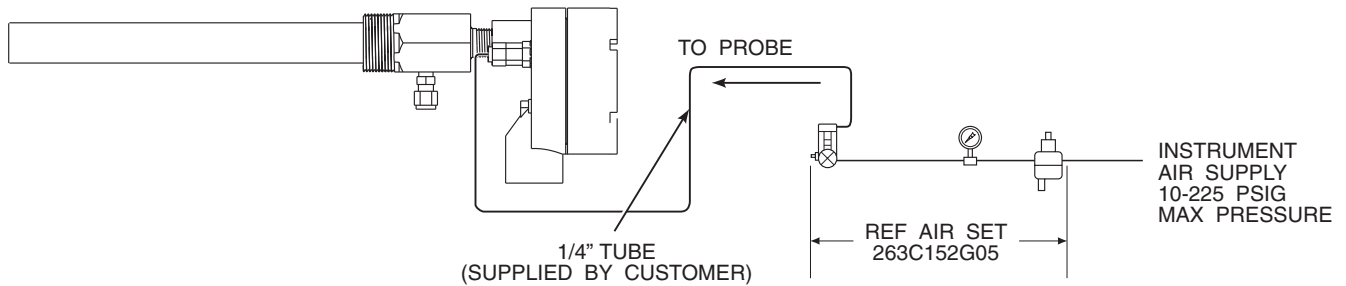 TO PROBE
INSTRUMENT
AIR SUPPLY
10-225 PSIG
MAX PRESSURE
REF AIR SET
263C152G05
1/4” TUBE
(SUPPLIED BY CUSTOMER)